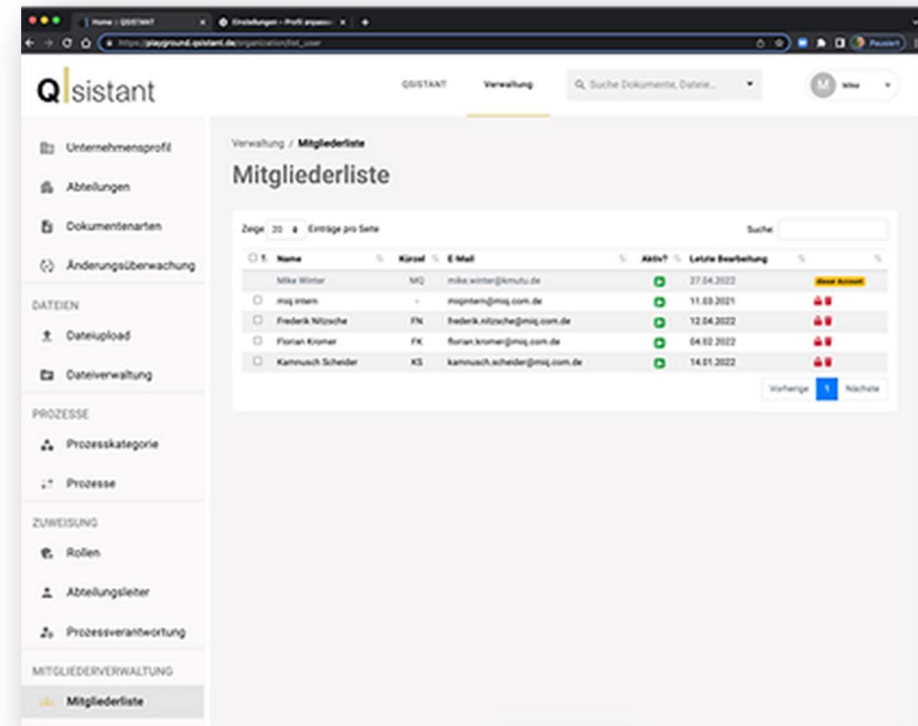 Home | QSISTANT
Einstellungen – Profil anpassen
https://playground.qsistant.de/organization/list_user
Pausiert
Qsistant
QSISTANT
Verwaltung
Suche Dokumente, Dateie...
M
Mike
Unternehmensprofil
Abteilungen
Dokumentenarten
Änderungsüberwachung
DATEIEN
Dateiupload
Dateiverwaltung
PROZESSE
Prozesskategorie
Prozesse
ZUWEISUNG
Rollen
Abteilungsleiter
Prozessverantwortung
MITGLIEDERVERWALTUNG
Mitgliederliste
Verwaltung / Mitgliederliste
Mitgliederliste
Zeige 20 Einträge pro Seite
Suche
Name Kürzel E-Mail Aktiv? Letzte Bearbeitung
Mike Winter MQ mike.winter@kmutu.de 27.04.2022 dieser Account
miq intern - miqintern@miq.com.de 11.03.2021
Frederik Nitzsche FN frederik.nitzsche@miq.com.de 12.04.2022
Florian Kromer FK florian.kromer@miq.com.de 04.02.2022
Kamnusch Scheider KS kamnusch.scheider@miq.com.de 14.01.2022
Vorherige 1 Nächste